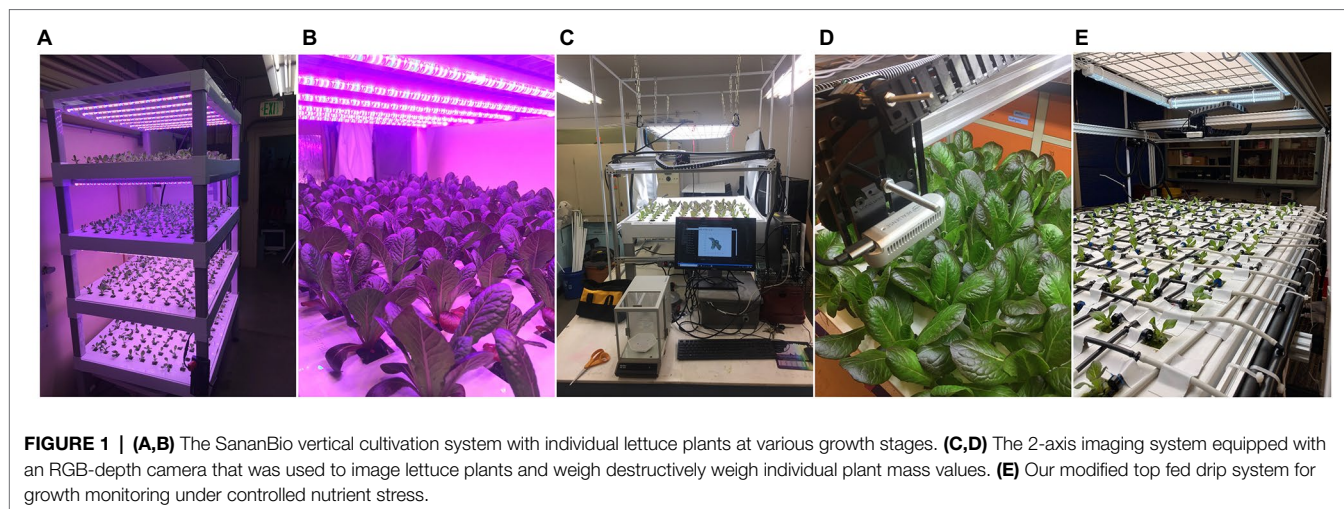 A
B
C
D
E
EXIT
FIGURE 1 | (A,B) The SananBio vertical cultivation system with individual lettuce plants at various growth stages. (C,D) The 2-axis imaging system equipped with
an RGB-depth camera that was used to image lettuce plants and weigh destructively weigh individual plant mass values. (E) Our modified top fed drip system for
growth monitoring under controlled nutrient stress.